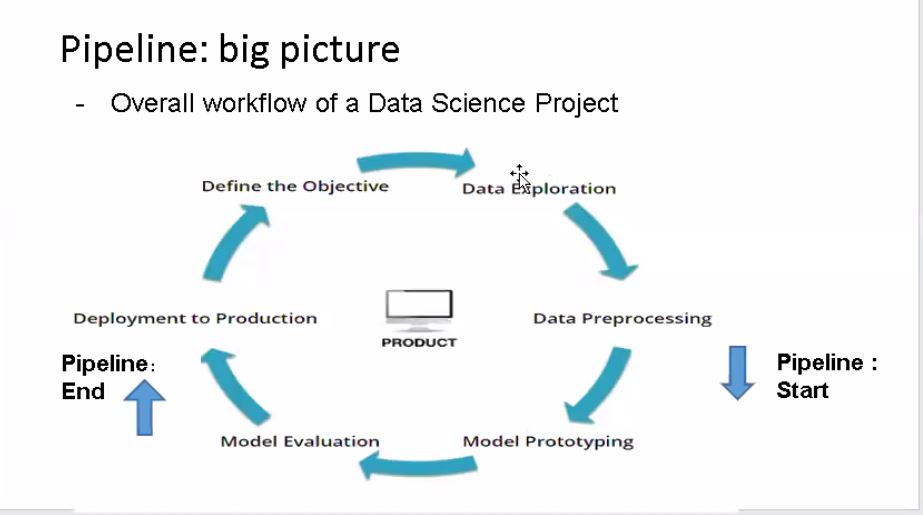 Pipeline: big picture
- Overall workflow of a Data Science Project
Define the Objective
Data Exploration
Deployment to Production
PRODUCT
Data Preprocessing
Pipeline:
End
Pipeline :
Start
Model Evaluation
Model Prototyping